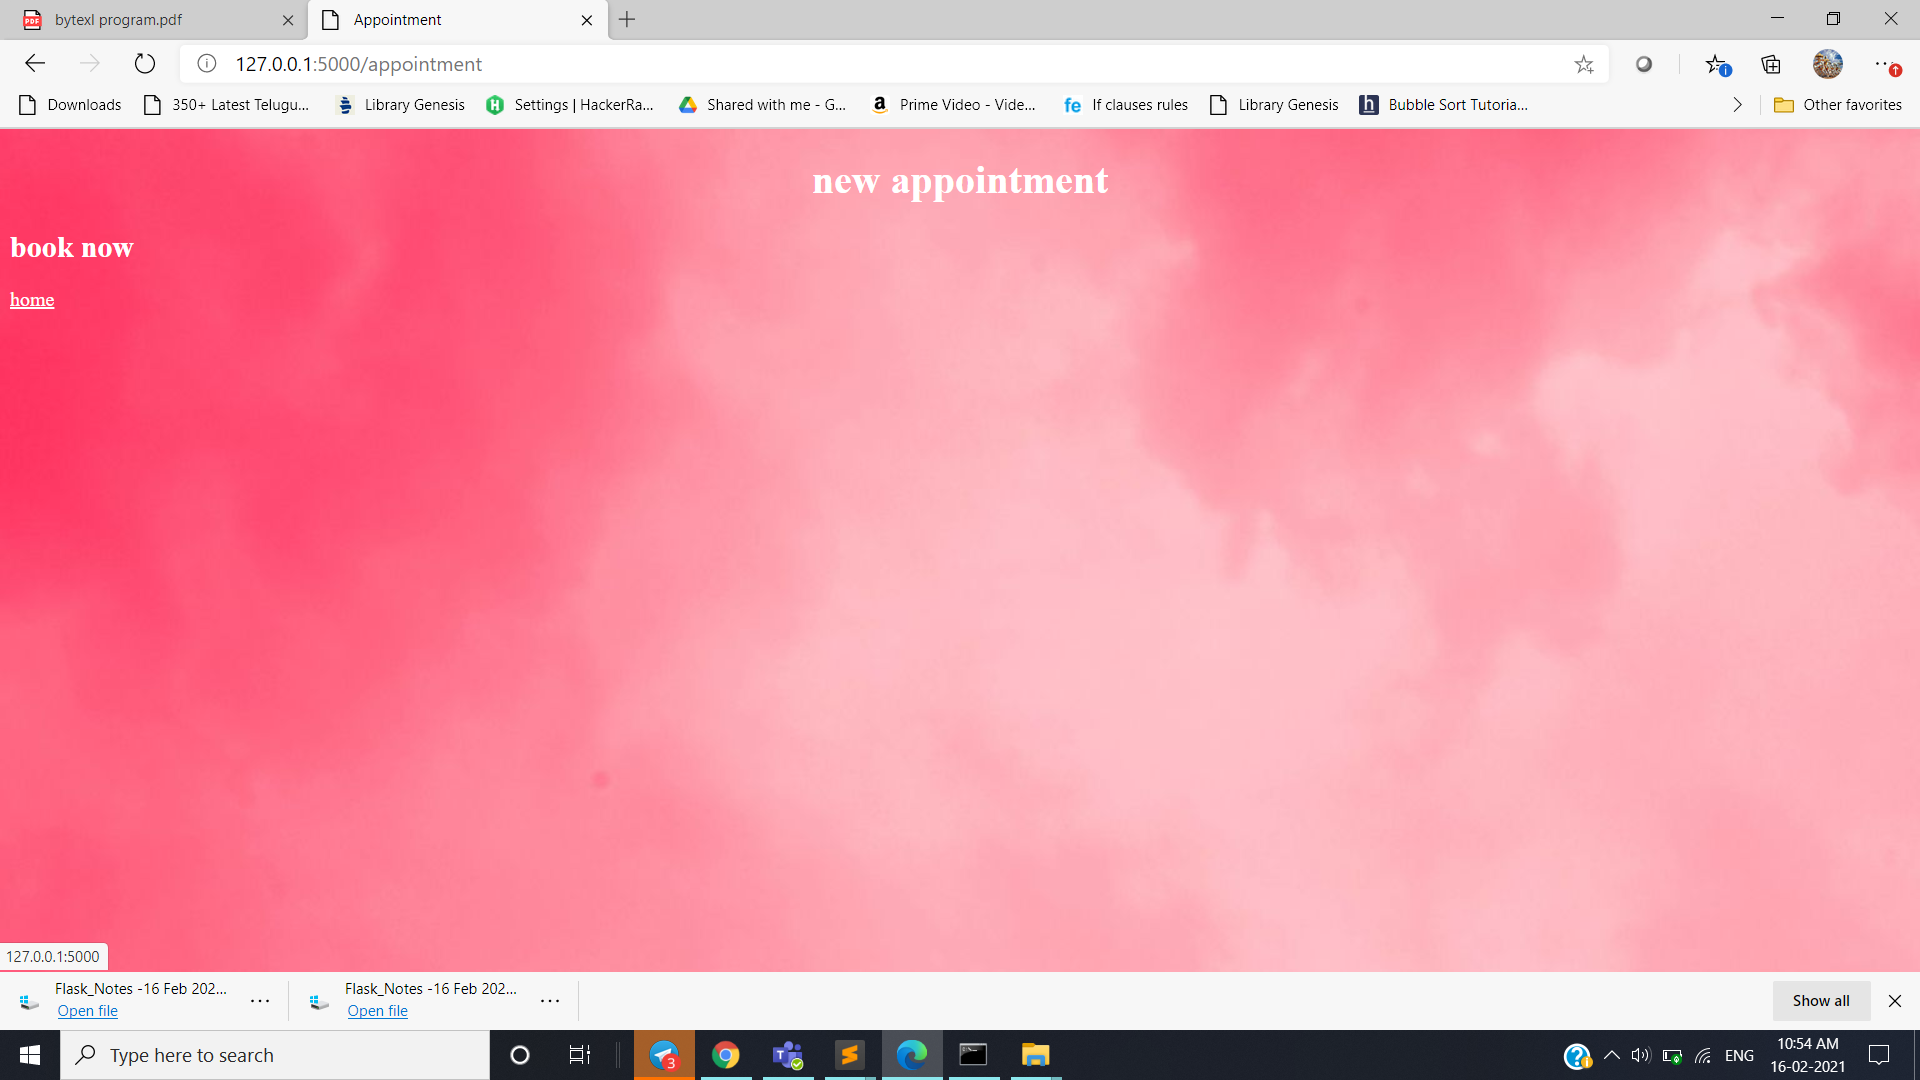 bytexl program.pdf
Appointment
127.0.0.1:5000/appointment
Downloads
350+ Latest Telugu...
Library Genesis
Settings | HackerRa...
Shared with me - G...
Prime Video - Vide...
If clauses rules
Library Genesis
Bubble Sort Tutoria...
Other favorites
new appointment
book now
home
127.0.0.1:5000
Flask_Notes -16 Feb 202...
Open file
Flask_Notes -16 Feb 202...
Open file
Show all
Type here to search
3
ENG
10:54 AM
16-02-2021